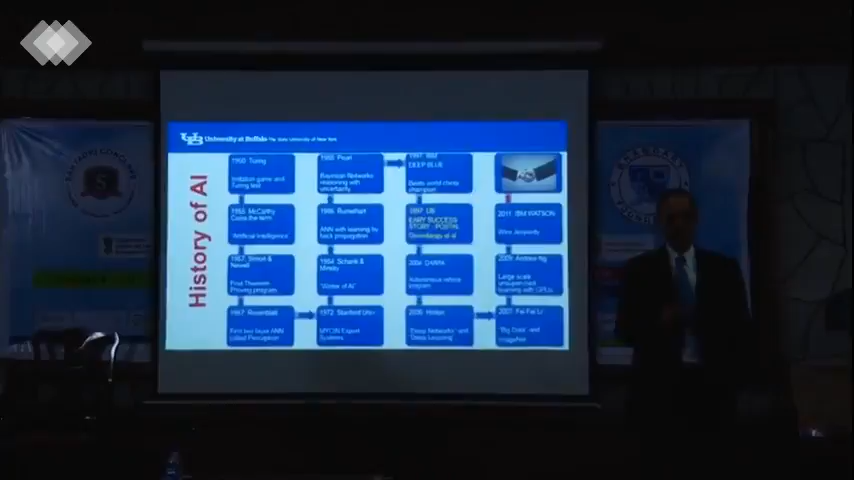 University at Buffalo The State University of New York
History of AI
1950 Turing
Imitation game and
Turing test
1955 McCarthy
Coins the term
'Artificial Intelligence'
1957 Simon &
Newell
First Theorem
Proving program
1957 Rosenblatt
First two layer ANN
called Perceptron
1972 Stanford Univ
MYCIN Expert
Systems
1984 Schank &
Minsky
'Winter of AI'
1986 Rumelhart
ANN with learning by
back propagation
1988 Pearl
Bayesian Networks
reasoning with
uncertainty
1997 IBM
DEEP BLUE
Beats world chess
champion
1997 UB
EARLY SUCCESS
STORY - POSTAL
2004 DARPA
Autonomous vehicle
program
2006 Hinton
'Deep Networks' and
'Deep Learning'
2007 Fei Fei Li
'Big Data' and
ImageNet
2009 Andrew Ng
Large scale
unsupervised
learning with GPUs
2011 IBM WATSON
Wins Jeopardy